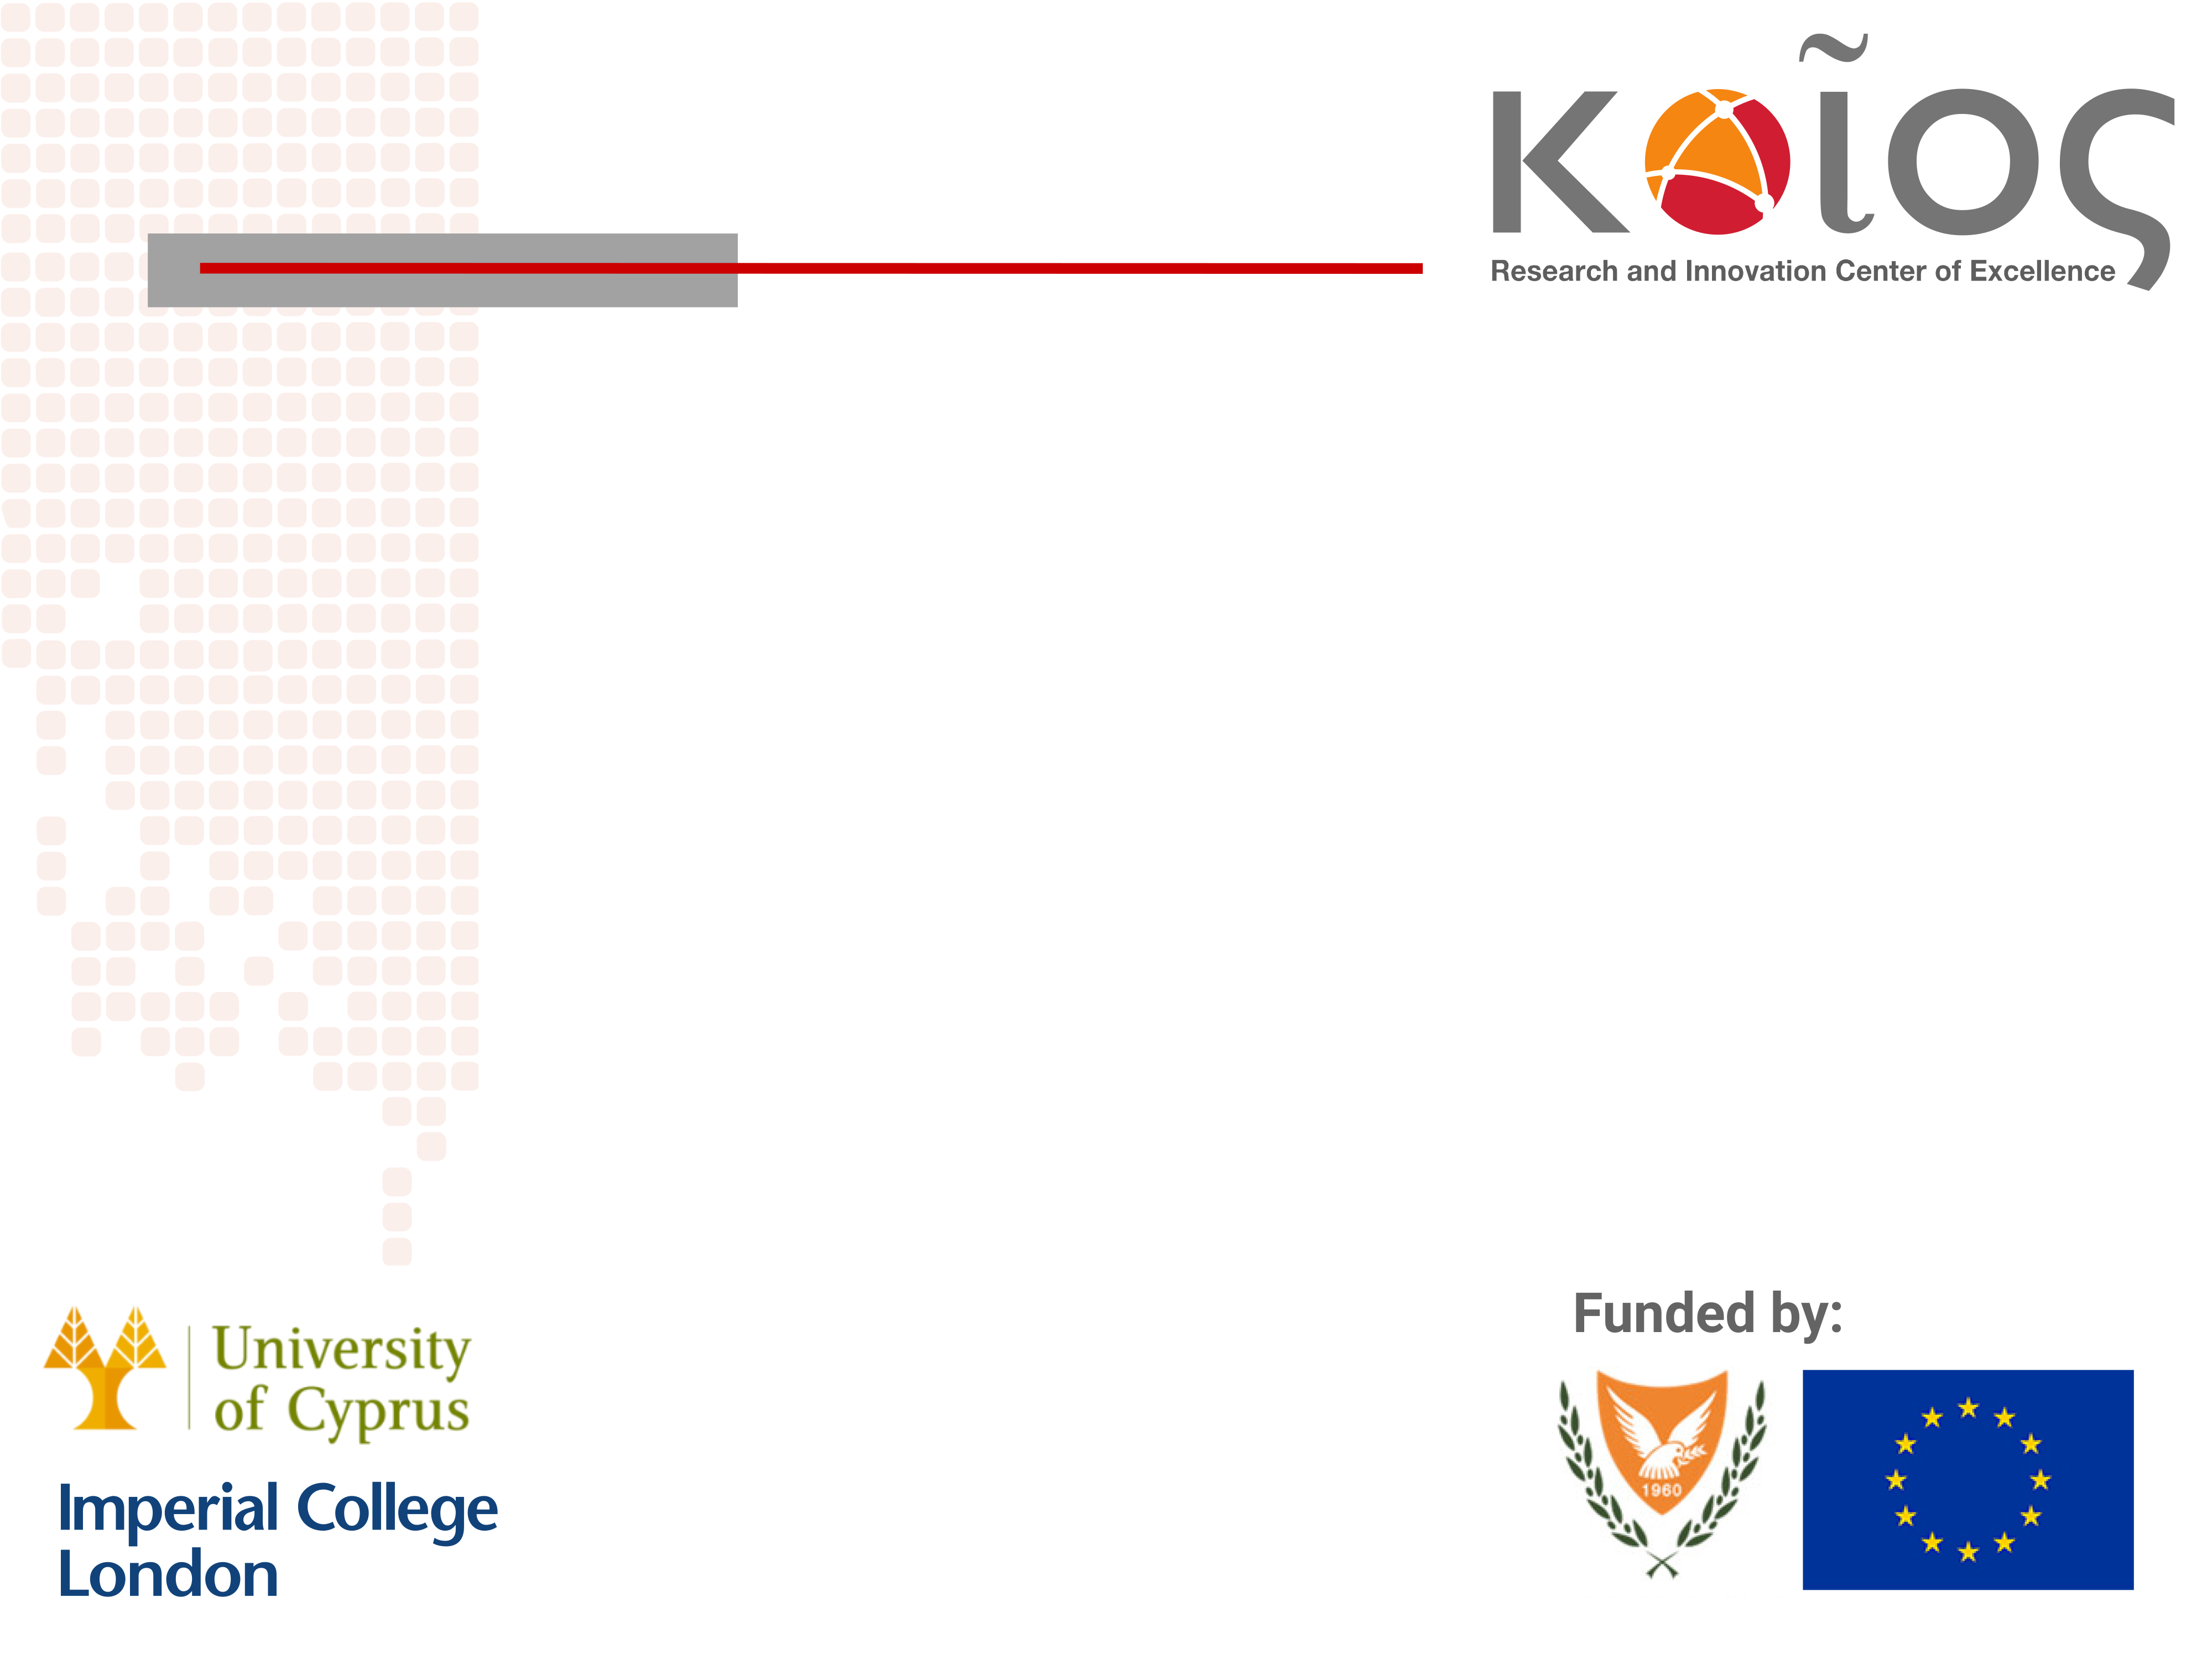 κοῖος
Research and Innovation Center of Excellence
University
of Cyprus
Imperial College
London
Funded by:
1960